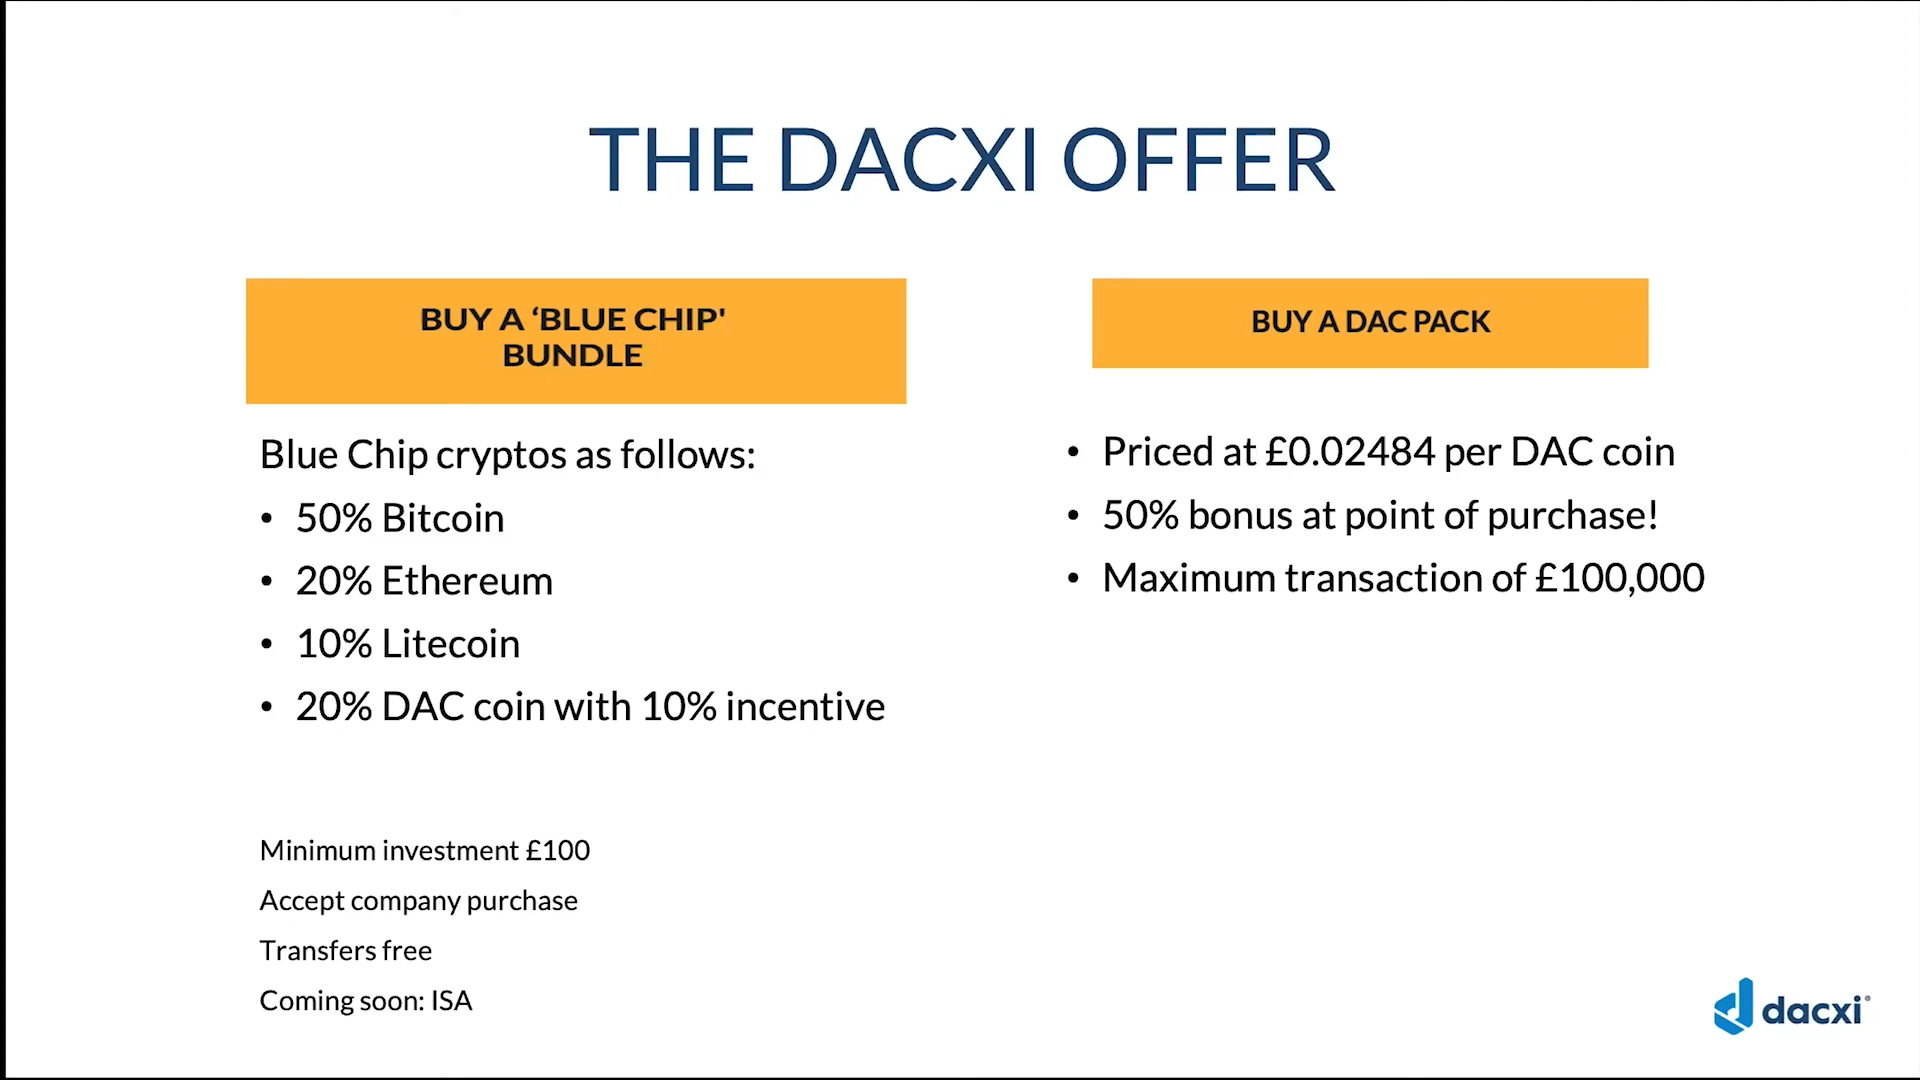 THE DACXI OFFER
BUY A ‘BLUE CHIP'
BUNDLE
Blue Chip cryptos as follows:
• 50% Bitcoin
• 20% Ethereum
• 10% Litecoin
• 20% DAC coin with 10% incentive
Minimum investment £100
Accept company purchase
Transfers free
Coming soon: ISA
BUY A DAC PACK
• Priced at £0.02484 per DAC coin
• 50% bonus at point of purchase!
• Maximum transaction of £100,000
dacxi®